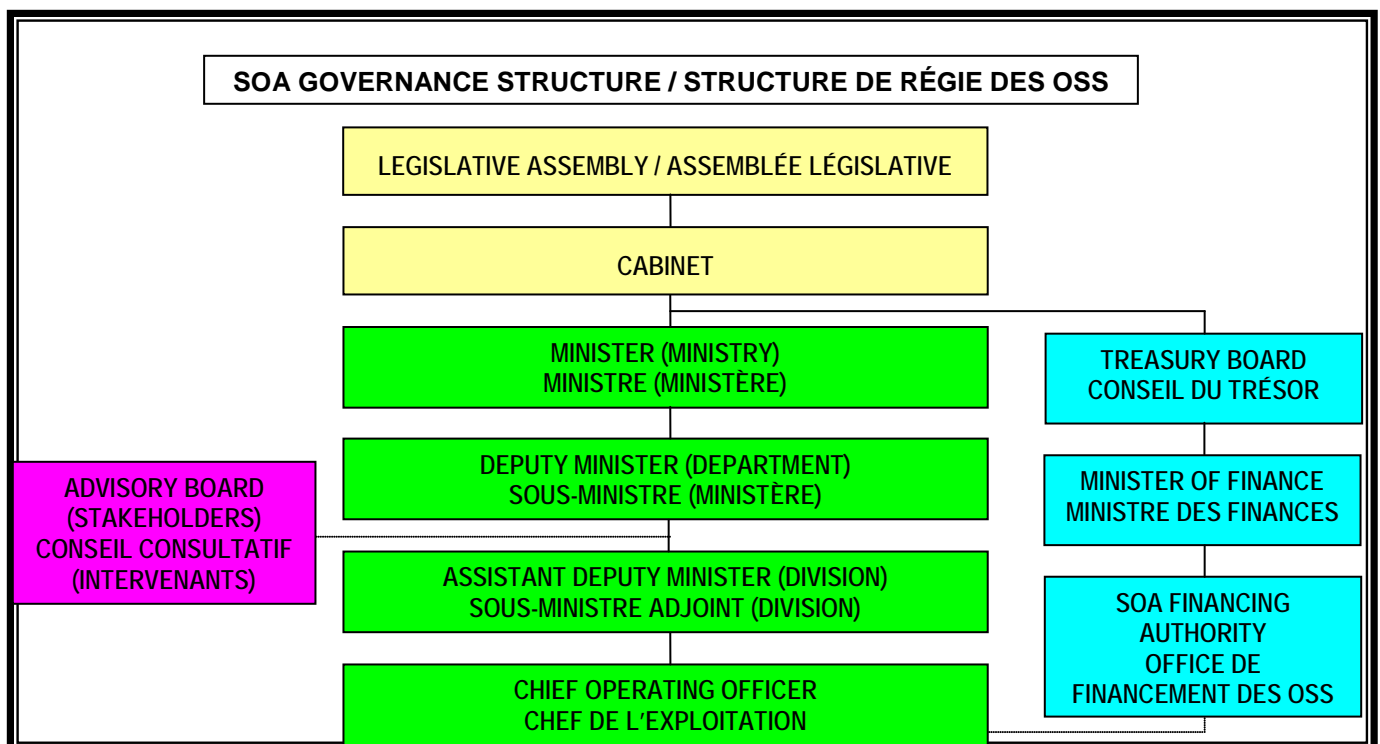 SOA GOVERNANCE STRUCTURE / STRUCTURE DE RÉGIE DES OSS
LEGISLATIVE ASSEMBLY / ASSEMBLÉE LÉGISLATIVE
CABINET
MINISTER (MINISTRY)
MINISTRE (MINISTÈRE)
TREASURY BOARD
CONSEIL DU TRÉSOR
DEPUTY MINISTER (DEPARTMENT)
SOUS-MINISTRE (MINISTÈRE)
MINISTER OF FINANCE
MINISTRE DES FINANCES
ADVISORY BOARD
(STAKEHOLDERS)
CONSEIL CONSULTATIF
(INTERVENANTS)
ASSISTANT DEPUTY MINISTER (DIVISION)
SOUS-MINISTRE ADJOINT (DIVISION)
SOA FINANCING
AUTHORITY
OFFICE DE
FINANCEMENT DES OSS
CHIEF OPERATING OFFICER
CHEF DE L'EXPLOITATION